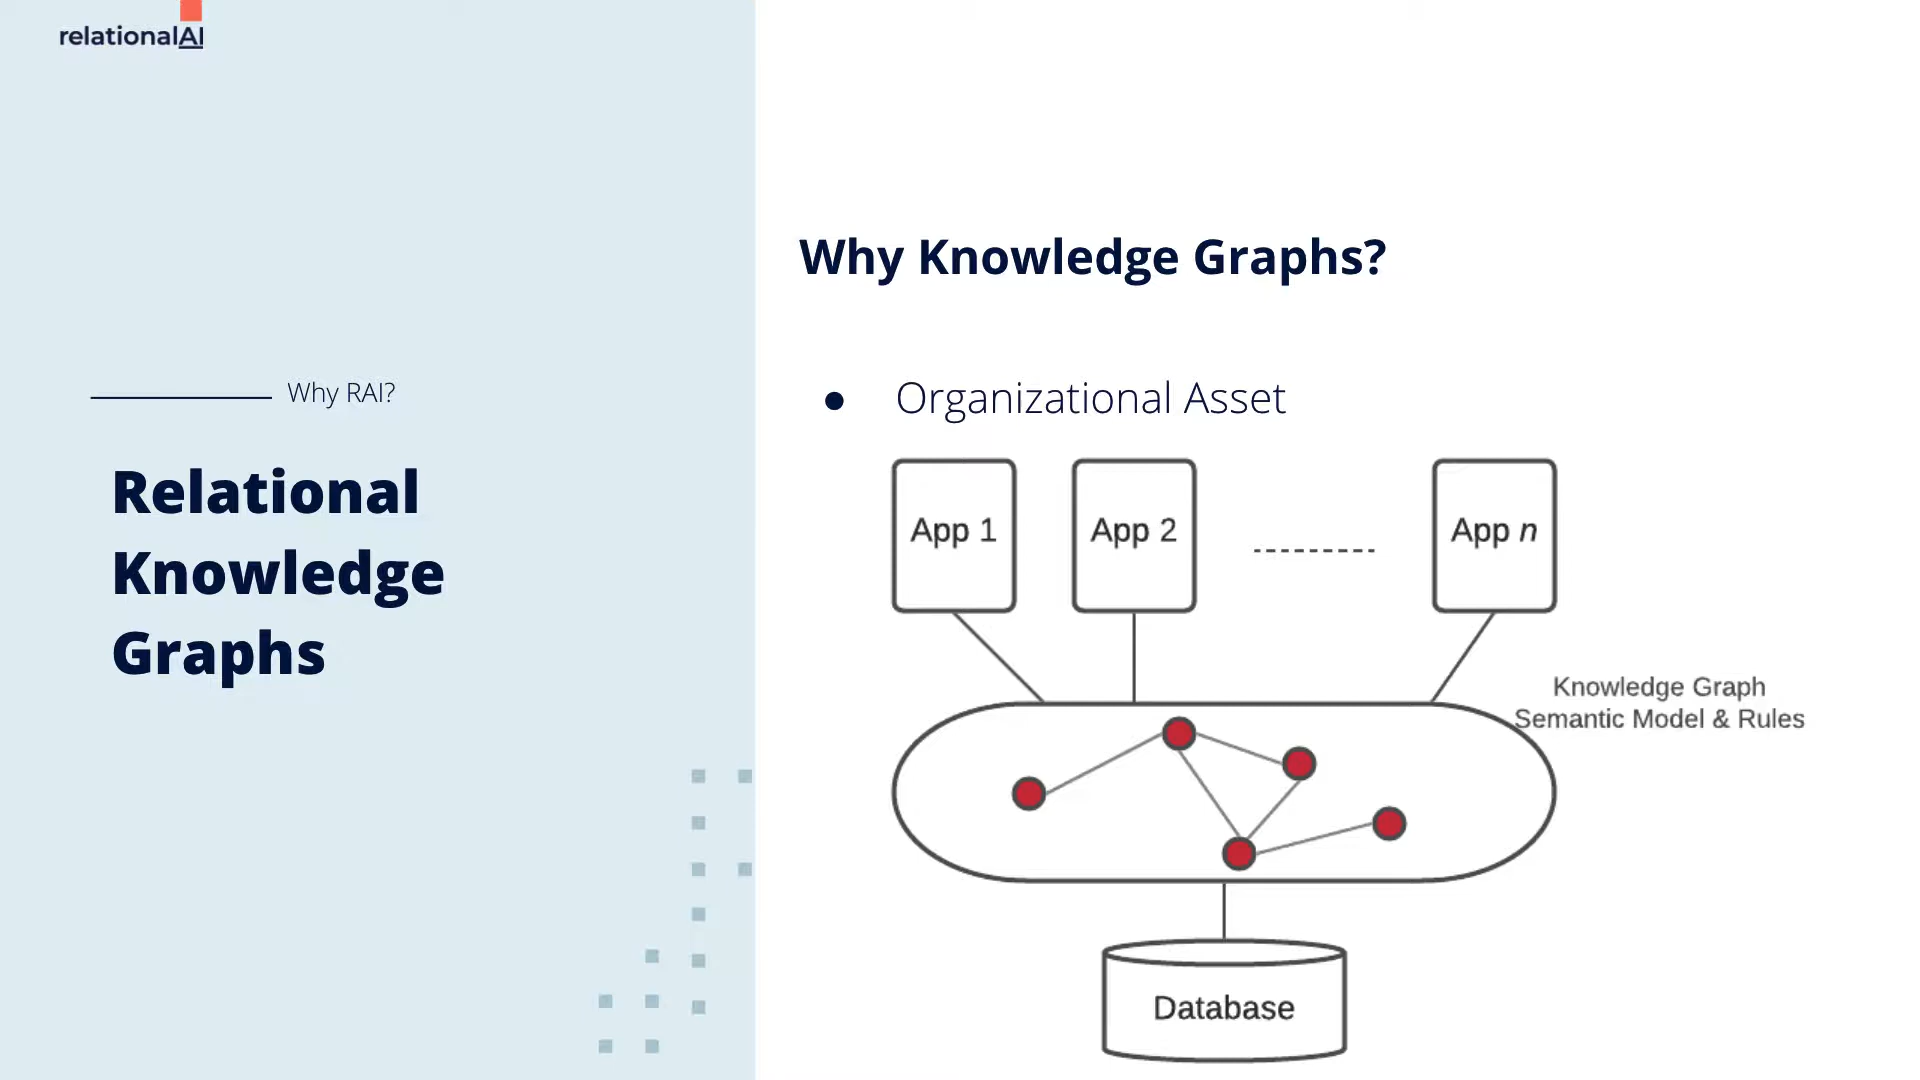 relationalAI
Why RAI?
Relational
Knowledge
Graphs
Why Knowledge Graphs?
● Organizational Asset
App 1
App 2
App n
Knowledge Graph
Semantic Model & Rules
Database